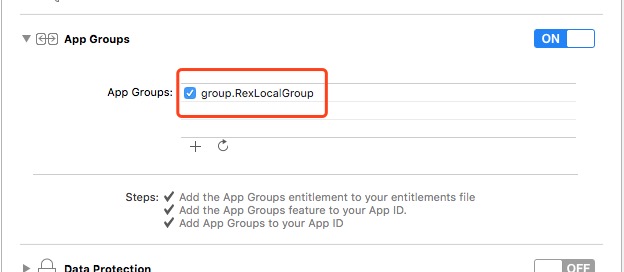 App Groups
ON
App Groups: group.RexLocalGroup
Steps: ✓ Add the App Groups entitlement to your entitlements file
✓ Add the App Groups feature to your App ID.
✓ Add App Groups to your App ID
Data Protection
OFF